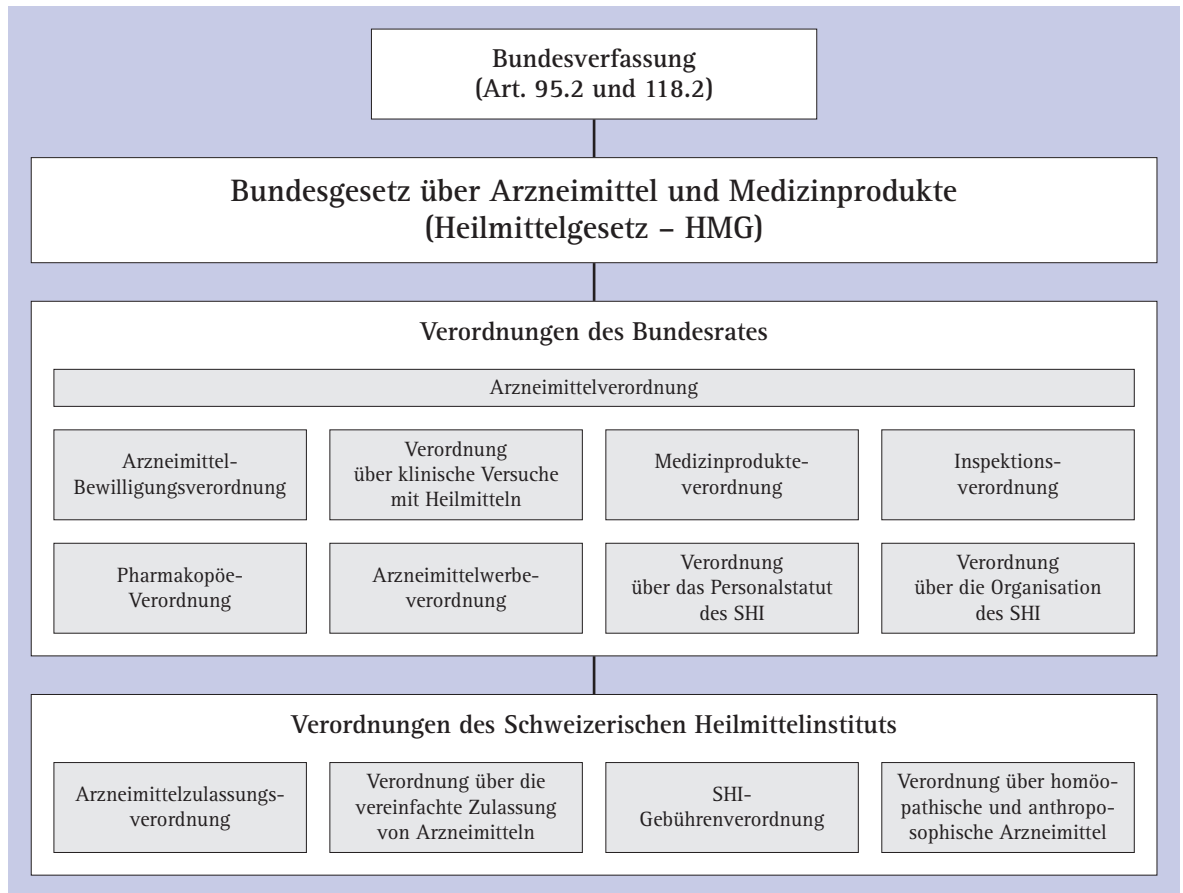 Bundesverfassung
(Art. 95.2 und 118.2)
Bundesgesetz über Arzneimittel und Medizinprodukte
(Heilmittelgesetz – HMG)
Verordnungen des Bundesrates
Arzneimittelverordnung
Arzneimittel-
Bewilligungsverordnung
Verordnung
über klinische Versuche
mit Heilmitteln
Medizinprodukte-
verordnung
Inspektions-
verordnung
Pharmakopöe-
Verordnung
Arzneimittelwerbe-
verordnung
Verordnung
über das Personalstatut
des SHI
Verordnung
über die Organisation
des SHI
Verordnungen des Schweizerischen Heilmittelinstituts
Arzneimittelzulassungs-
verordnung
Verordnung über die
vereinfachte Zulassung
von Arzneimitteln
SHI-
Gebührenverordnung
Verordnung über homöo-
pathische und anthropo-
sophische Arzneimittel